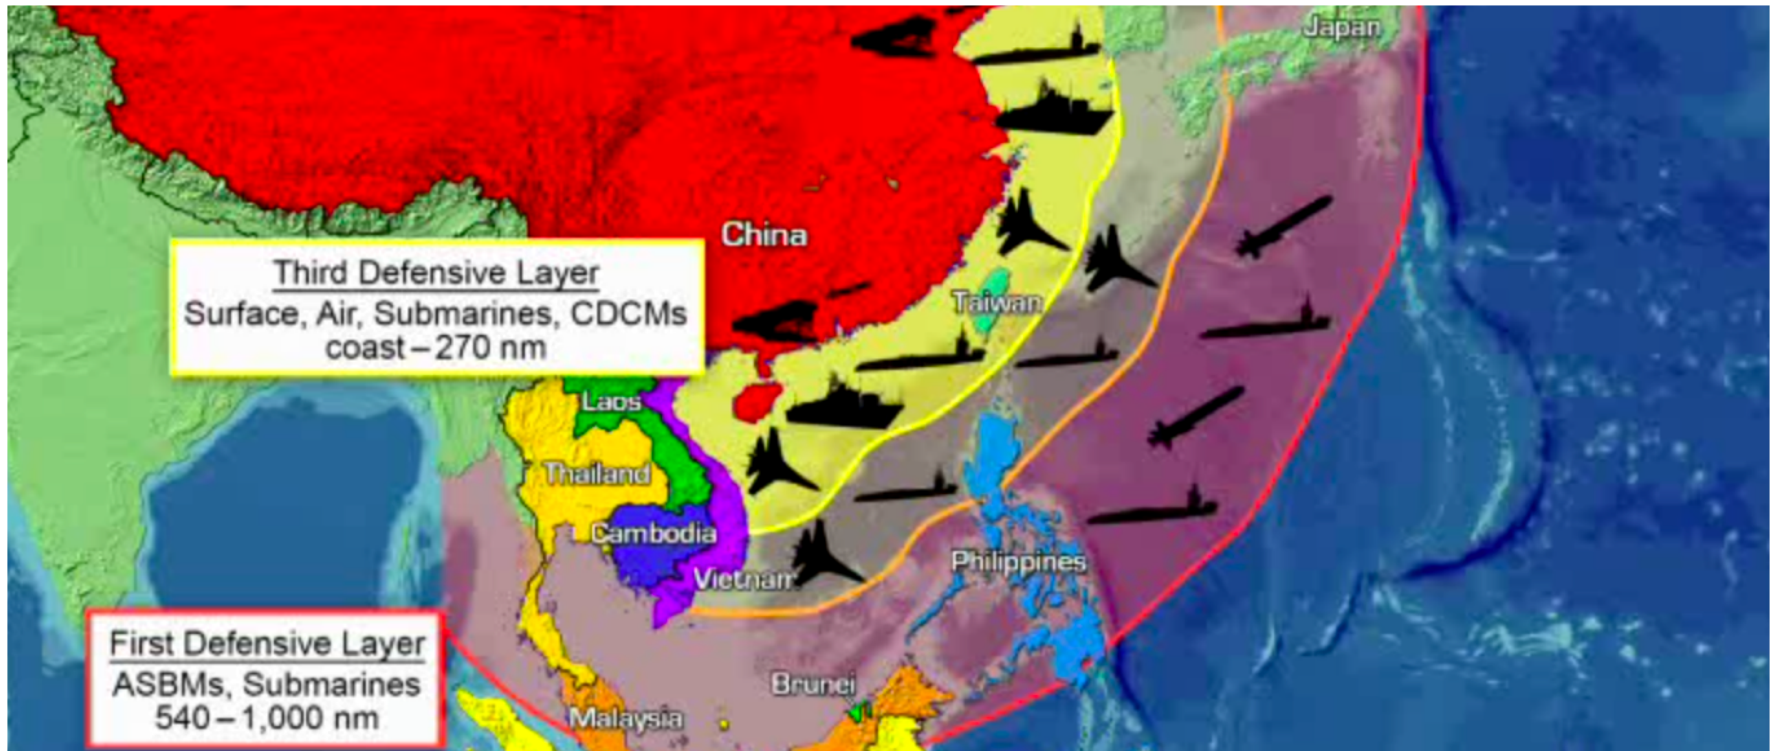 Japan
China
Third Defensive Layer
Surface, Air, Submarines, CDCMs
coast – 270 nm
Taiwan
Laos
Thailand
Cambodia
Vietnam
Philippines
First Defensive Layer
ASBMs, Submarines
540 – 1,000 nm
Brunei
Malaysia